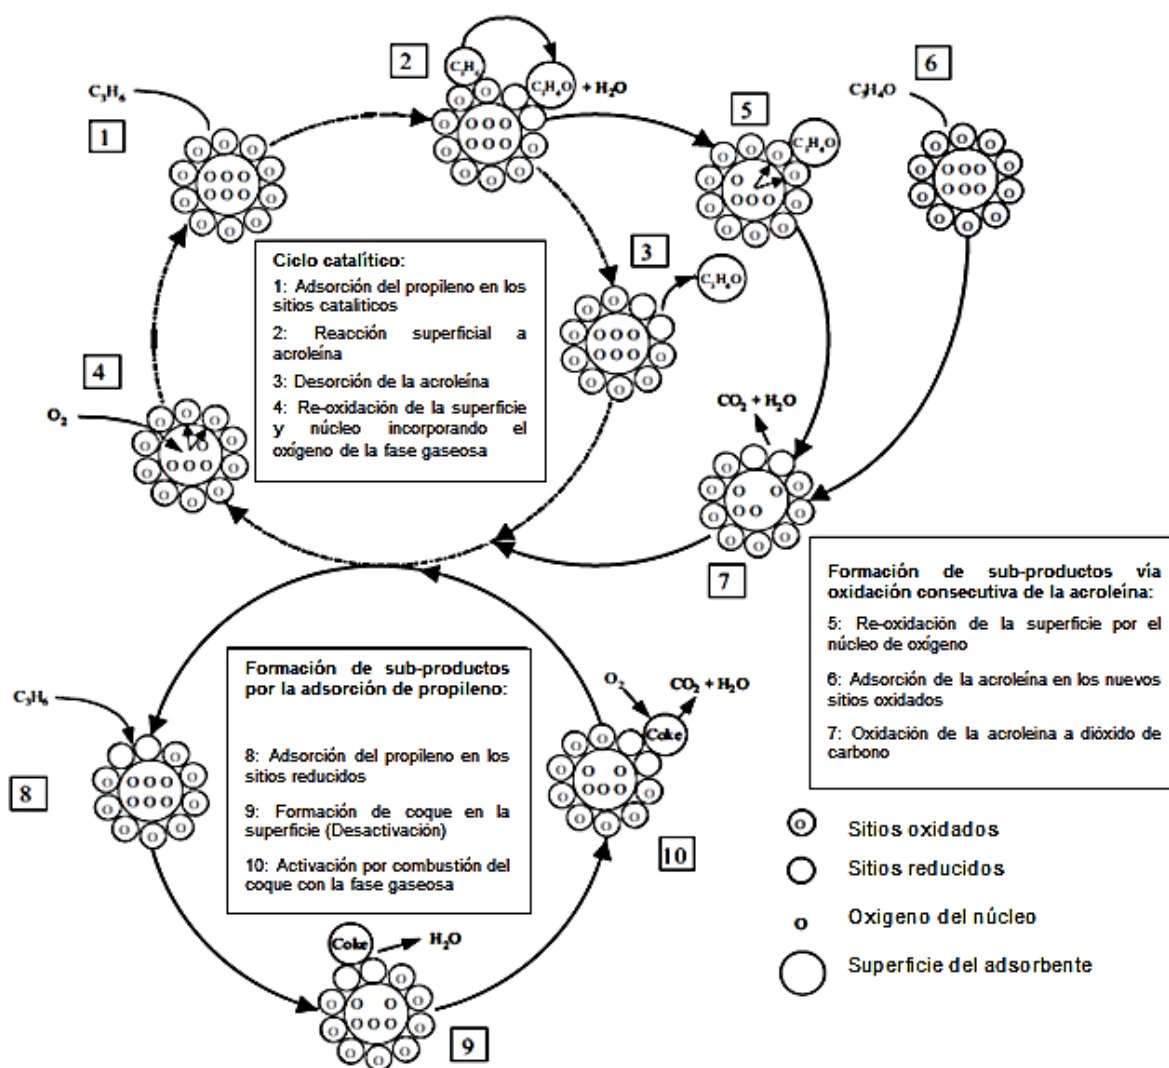 C₃H₆
1
2
C₃H₆
C₃H₄O
+ H₂O
O O O
O O O
5
C₃H₄O
6
C₃H₄O
3
C₃H₄O
4
O₂
Ciclo catalítico:
1: Adsorción del propileno en los
sitios cataliticos
2: Reacción superficial a
acroleína
3: Desorción de la acroleína
4: Re-oxidación de la superficie
y núcleo incorporando el
oxígeno de la fase gaseosa
CO₂ + H₂O
7
Formación de sub-productos vía
oxidación consecutiva de la acroleína:
5: Re-oxidación de la superficie por el
núcleo de oxígeno
6: Adsorción de la acroleína en los nuevos
sitios oxidados
7: Oxidación de la acroleina a dióxido de
carbono
Formación de sub-productos
por la adsorción de propileno:
8: Adsorción del propileno en los
sitios reducidos
9: Formación de coque en la
superficie (Desactivación)
10: Activación por combustión del
coque con la fase gaseosa
C₃H₆
8
O₂
CO₂ + H₂O
Coke
10
Coke
H₂O
9
Sitios oxidados
Sitios reducidos
Oxigeno del núcleo
Superficie del adsorbente